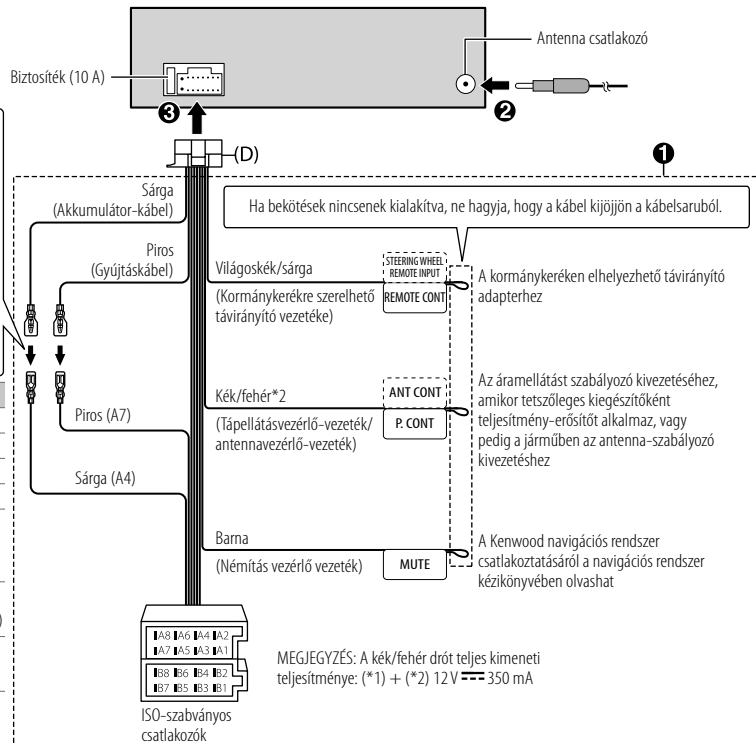 Antenna csatlakozó
Biztosíték (10 A)
❸
❷
(D)
❶
Sárga
(Akkumulátor-kábel)
Ha bekötések nincsenek kialakítva, ne hagyja, hogy a kábel kijöjjön a kábelsaruból.
Piros
(Gyújtáskábel)
Világoskék/sárga
(Kormánykerékre szerelhető
távirányító vezetéke)
STEERING WHEEL
REMOTE INPUT
REMOTE CONT
A kormánykeréken elhelyezhető távirányító
adapterhez
Kék/fehér*2
(Tápellátásvezérlő-vezeték/
antennavezérlő-vezeték)
ANT CONT
P. CONT
Az áramellátást szabályozó kivezetéséhez,
amikor tetszőleges kiegészítőként
teljesítmény-erősítőt alkalmaz, vagy
pedig a járműben az antenna-szabályozó
kivezetéshez
Piros (A7)
Sárga (A4)
Barna
(Némítás vezérlő vezeték)
MUTE
A Kenwood navigációs rendszer
csatlakoztatásáról a navigációs rendszer
kézikönyvében olvashat
A8 A6 A4 A2
A7 A5 A3 A1
B8 B6 B4 B2
B7 B5 B3 B1
ISO-szabványos
csatlakozók
MEGJEGYZÉS: A kék/fehér drót teljes kimeneti
teljesítménye: (*1) + (*2) 12 V ⎓ 350 mA
)